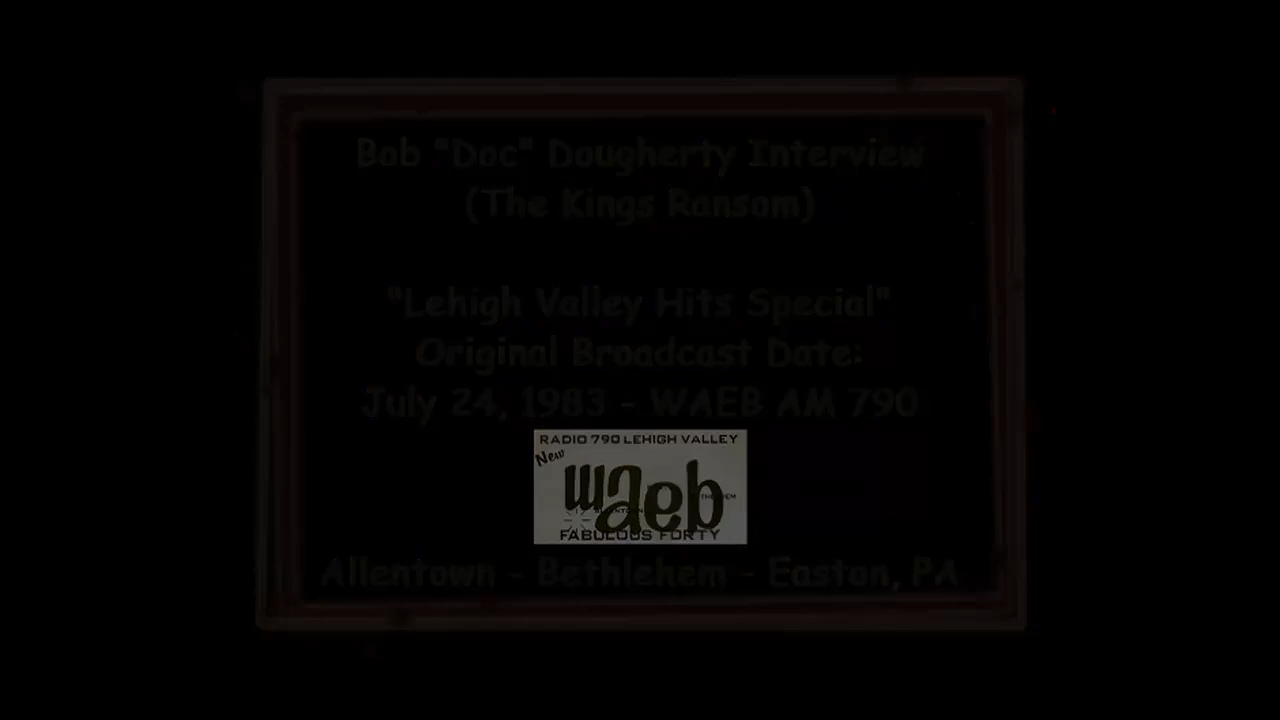 Bob "Doc" Dougherty Interview
(The Kings Ransom)
"Lehigh Valley Hits Special"
Original Broadcast Date:
July 24, 1983 - WAEB AM 790
RADIO 790 LEHIGH VALLEY
New
waeb
FABULOUS FORTY
Allentown - Bethlehem - Easton, PA